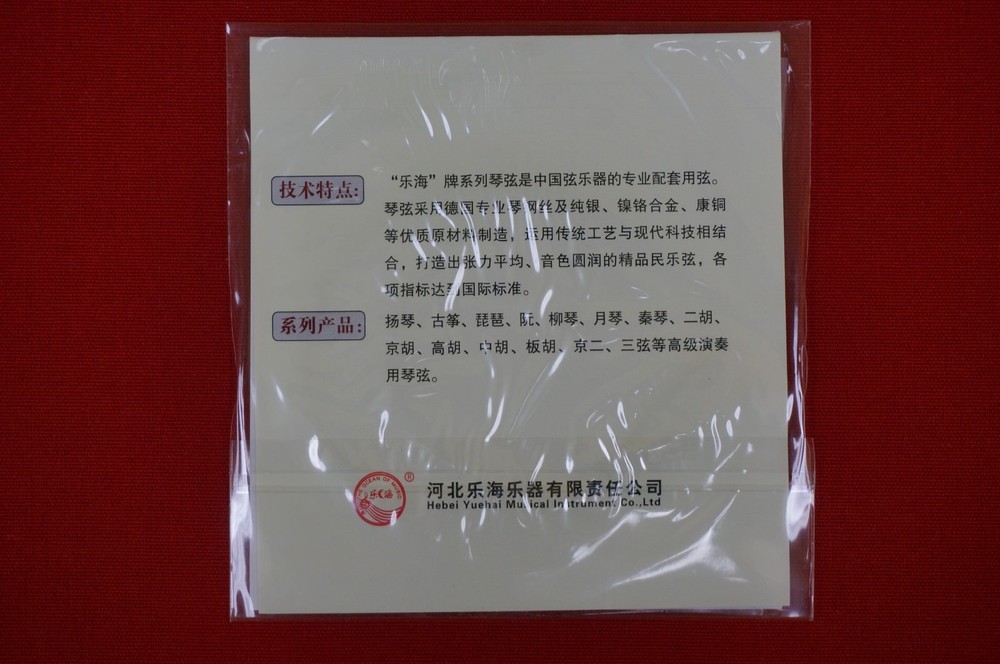 技术特点:
“乐海”牌系列琴弦是中国弦乐器的专业配套用弦。
琴弦采用德国专业琴钢丝及纯银、镍铬合金、康铜
等优质原材料制造，运用传统工艺与现代科技相结
合，打造出张力平均、音色圆润的精品民乐弦，各
项指标达到国际标准。
系列产品:
扬琴、古筝、琵琶、阮、柳琴、月琴、秦琴、二胡、
京胡、高胡、中胡、板胡、京二、三弦等高级演奏
用琴弦。
THE OCEAN OF MUSIC
乐海
®
河北乐海乐器有限责任公司
Hebei Yuehai Musical Instrument Co.,Ltd